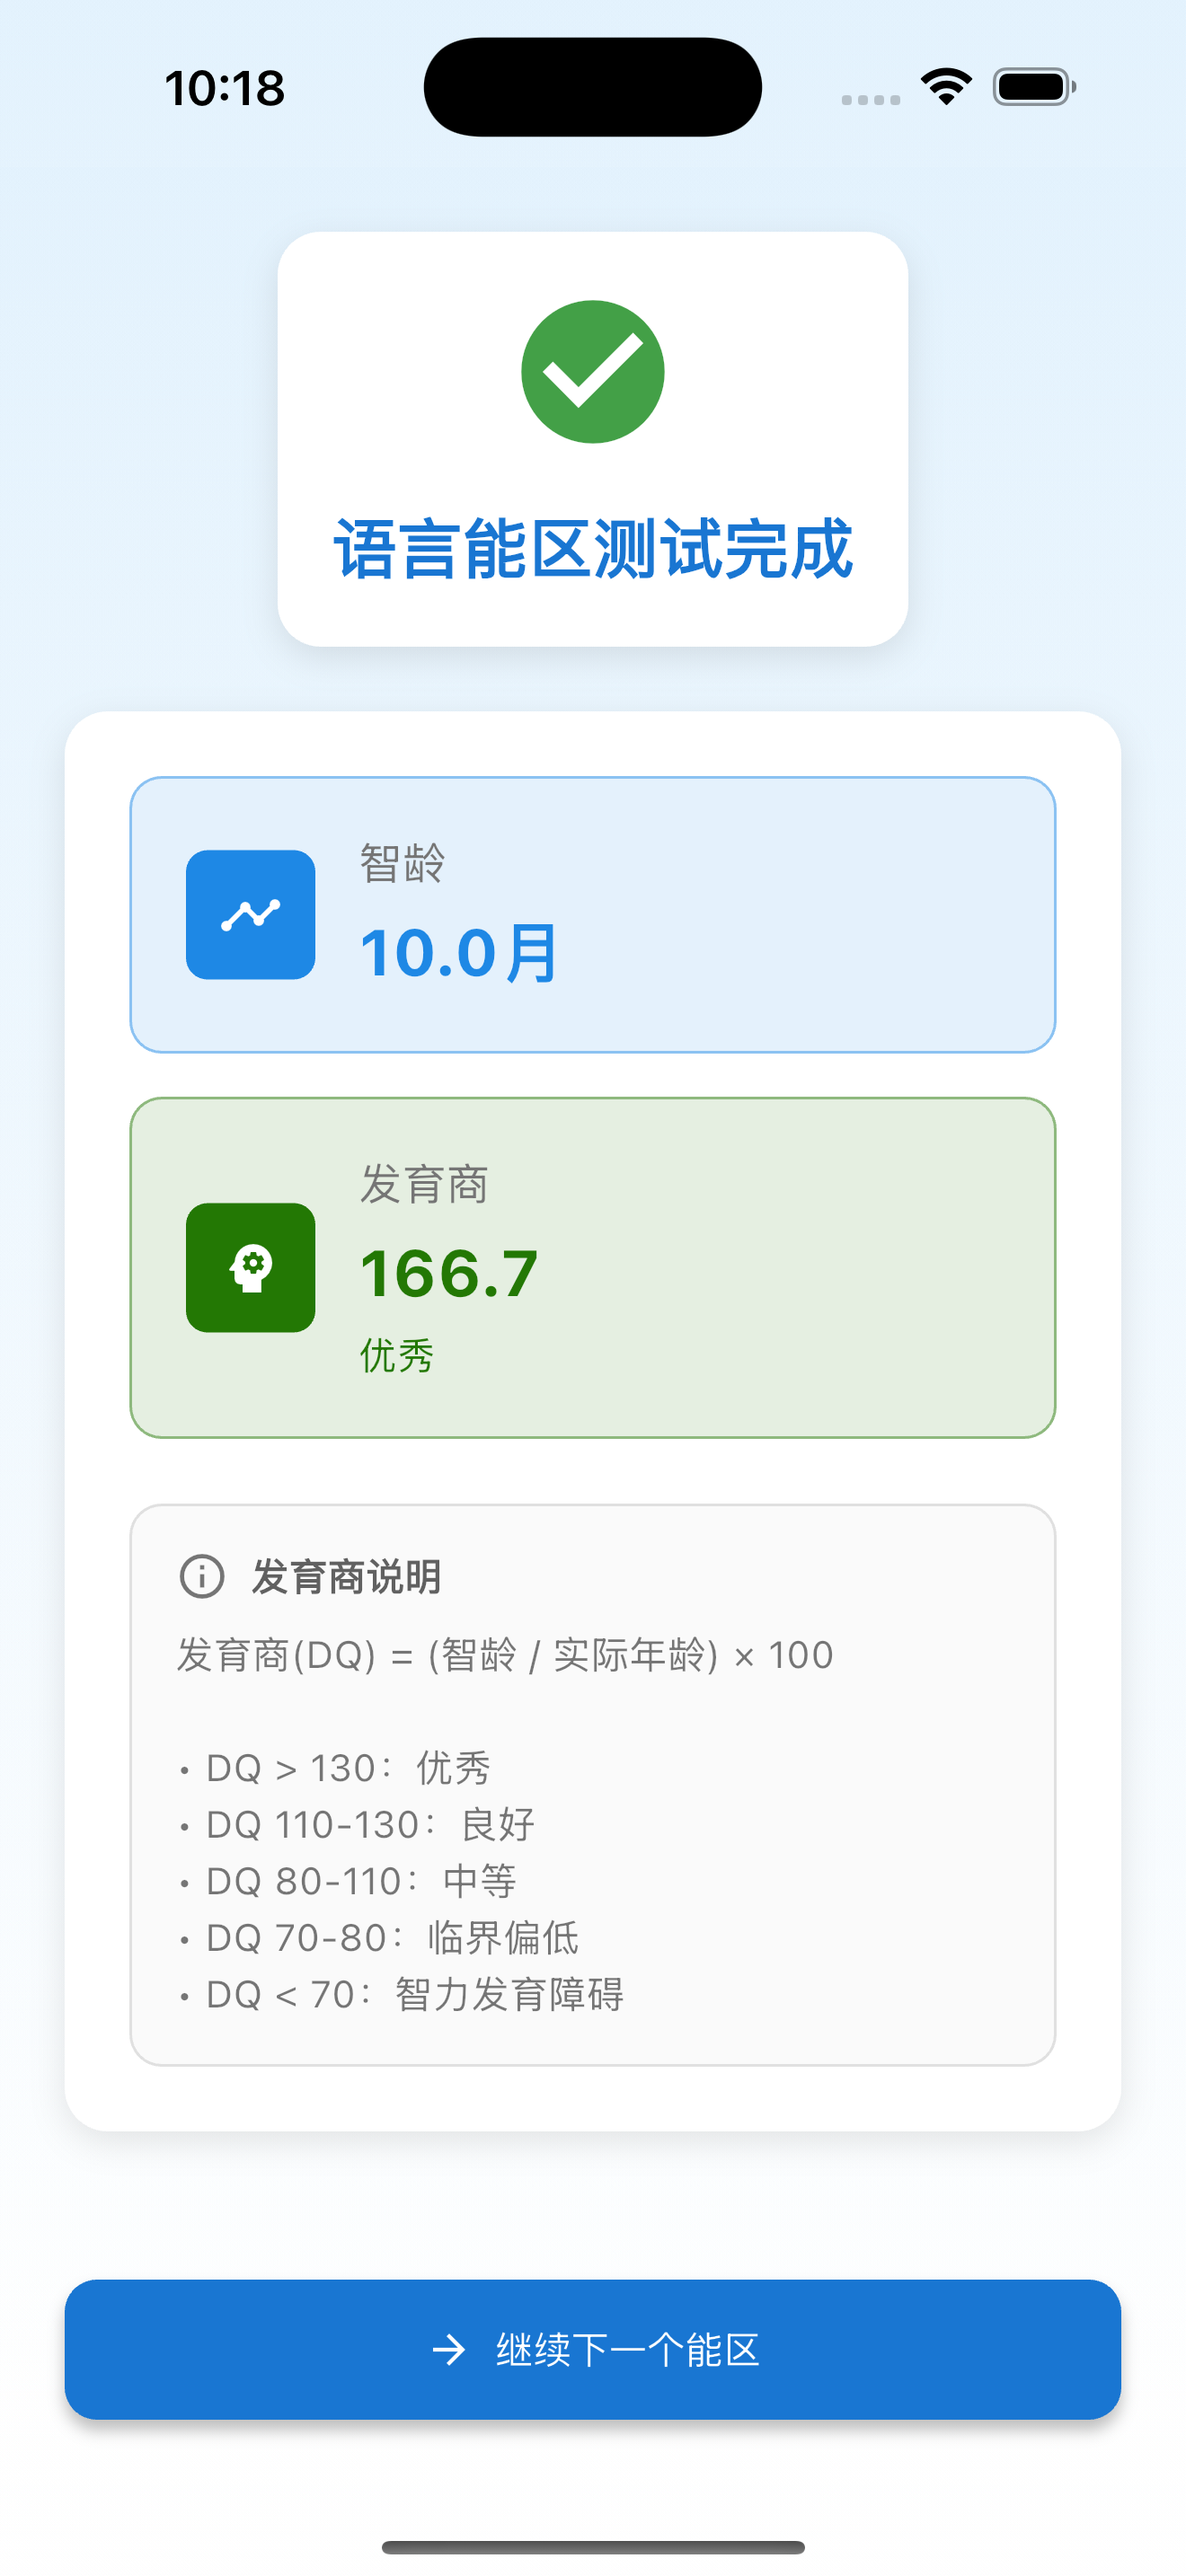 10:18
语言能区测试完成
智龄
10.0月
发育商
166.7
优秀
发育商说明
发育商(DQ) = (智龄 / 实际年龄) × 100
• DQ > 130：优秀
• DQ 110-130：良好
• DQ 80-110：中等
• DQ 70-80：临界偏低
• DQ < 70：智力发育障碍
继续下一个能区